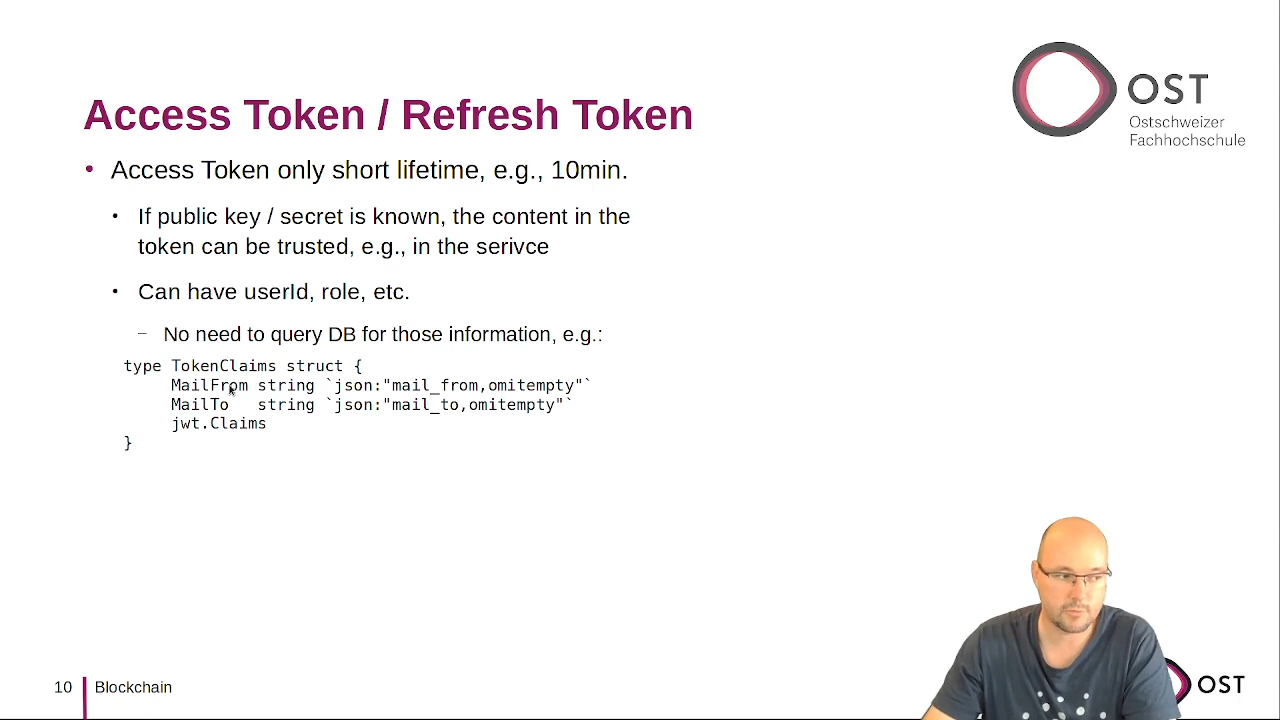 OST
Ostschweizer
Fachhochschule
Access Token / Refresh Token
• Access Token only short lifetime, e.g., 10min.
• If public key / secret is known, the content in the
token can be trusted, e.g., in the serivce
• Can have userId, role, etc.
– No need to query DB for those information, e.g.:
type TokenClaims struct {
     MailFrom string `json:"mail_from,omitempty"`
     MailTo   string `json:"mail_to,omitempty"`
     jwt.Claims
}
10 Blockchain
OST